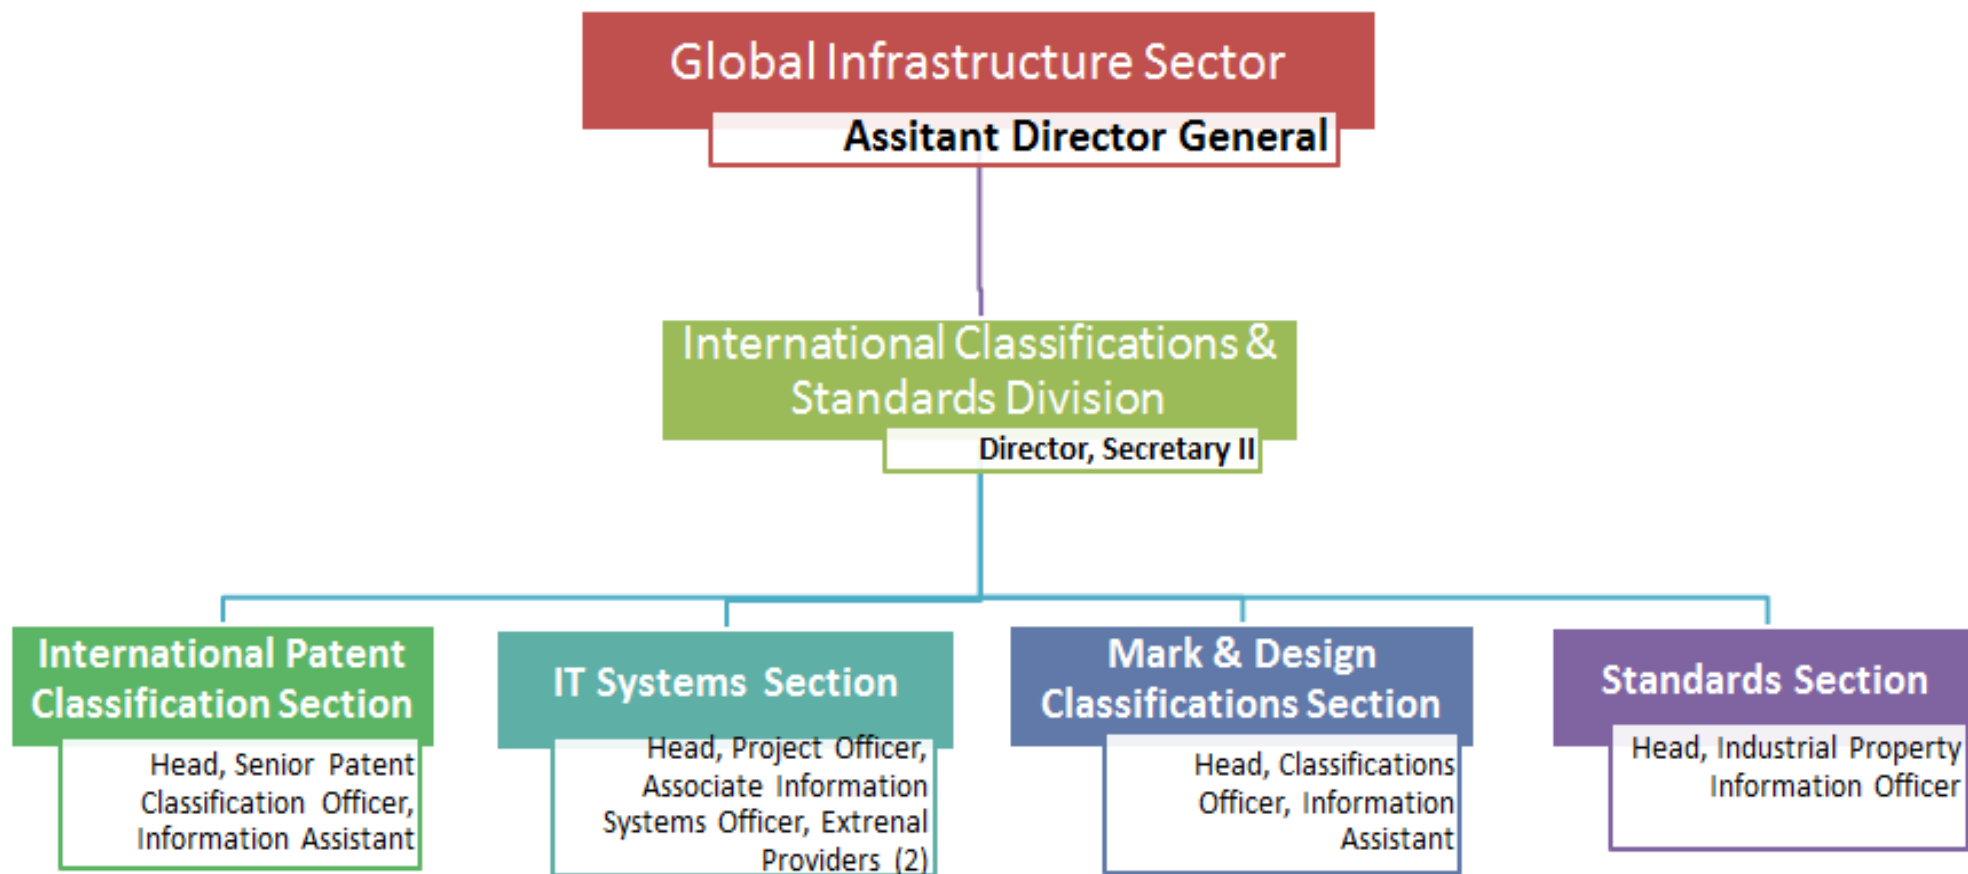 Global Infrastructure Sector
Assitant Director General
International Classifications &
Standards Division
Director, Secretary II
International Patent
Classification Section
Head, Senior Patent
Classification Officer,
Information Assistant
IT Systems Section
Head, Project Officer,
Associate Information
Systems Officer, Extrenal
Providers (2)
Mark & Design
Classifications Section
Head, Classifications
Officer, Information
Assistant
Standards Section
Head, Industrial Property
Information Officer